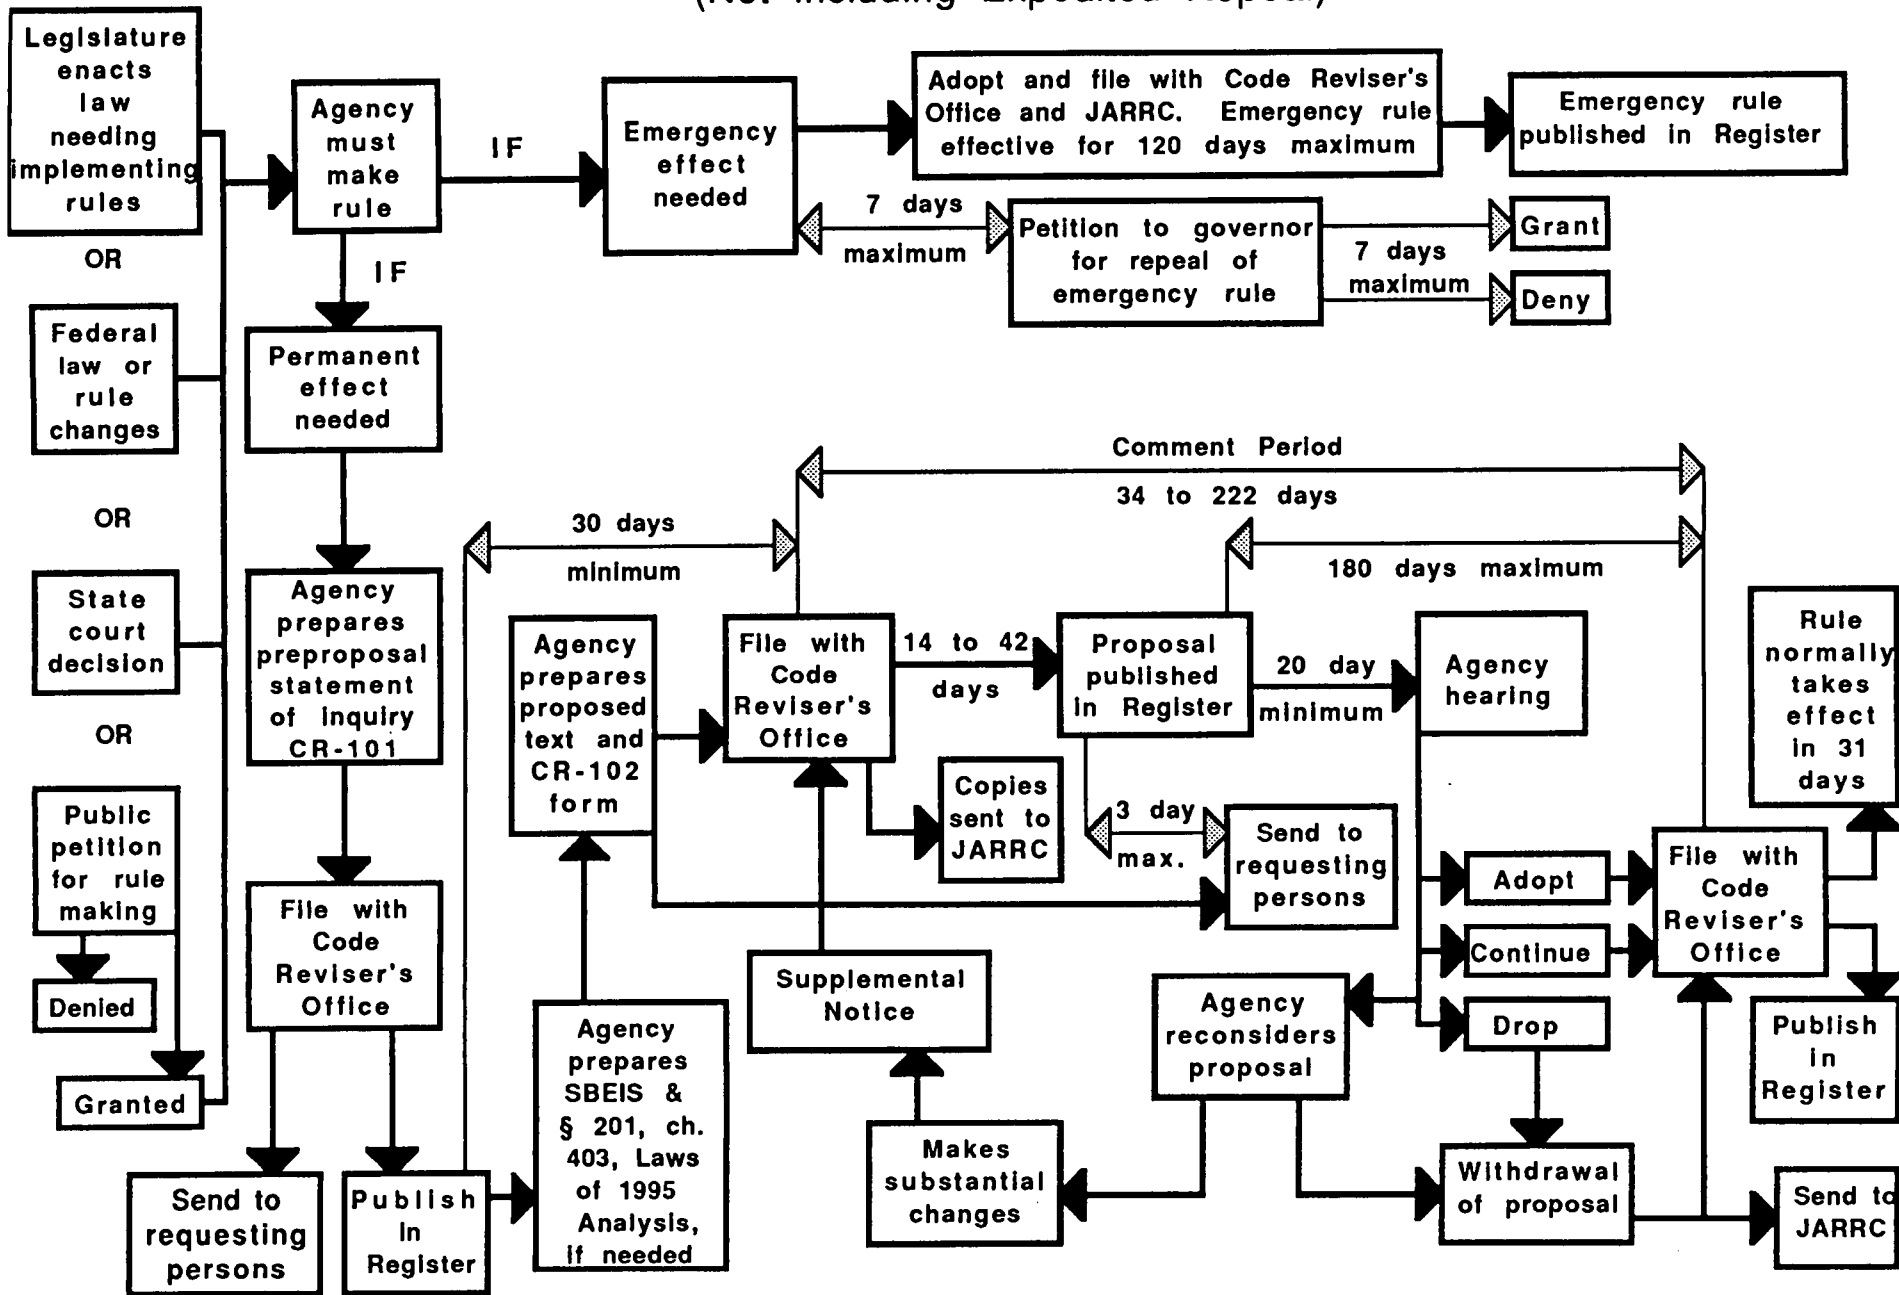 (Not Including Expedited Repeal)
Legislature
enacts
law
needing
implementing
rules
OR
Federal
law or
rule
changes
OR
State
court
decision
OR
Public
petition
for rule
making
Denied
Granted
Agency
must
make
rule
IF
IF
Emergency
effect
needed
Adopt and file with Code Reviser's
Office and JARRC. Emergency rule
effective for 120 days maximum
Emergency rule
published in Register
7 days
maximum
Petition to governor
for repeal of
emergency rule
7 days
maximum
Grant
Deny
Permanent
effect
needed
Agency
prepares
preproposal
statement
of inquiry
CR-101
File with
Code
Reviser's
Office
Send to
requesting
persons
Publish
In
Register
30 days
minimum
Agency
prepares
SBEIS &
§ 201, ch.
403, Laws
of 1995
Analysis,
if needed
Agency
prepares
proposed
text and
CR-102
form
Comment Period
34 to 222 days
180 days maximum
File with
Code
Reviser's
Office
14 to 42
days
Copies
sent to
JARRC
Proposal
published
in Register
20 day
minimum
3 day
max.
Send to
requesting
persons
Agency
hearing
Adopt
Continue
Drop
Supplemental
Notice
Agency
reconsiders
proposal
Makes
substantial
changes
Withdrawal
of proposal
File with
Code
Reviser's
Office
Rule
normally
takes
effect
in 31
days
Publish
in
Register
Send to
JARRC